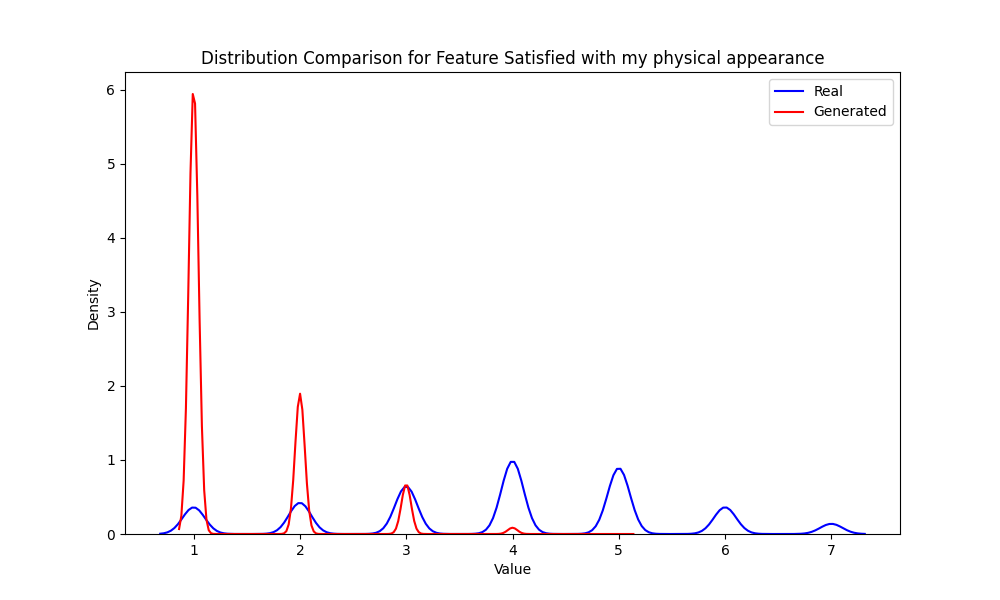 Distribution Comparison for Feature Satisfied with my physical appearance
Real
Generated
6
5
4
3
2
1
0
Density
1 2 3 4 5 6 7
Value